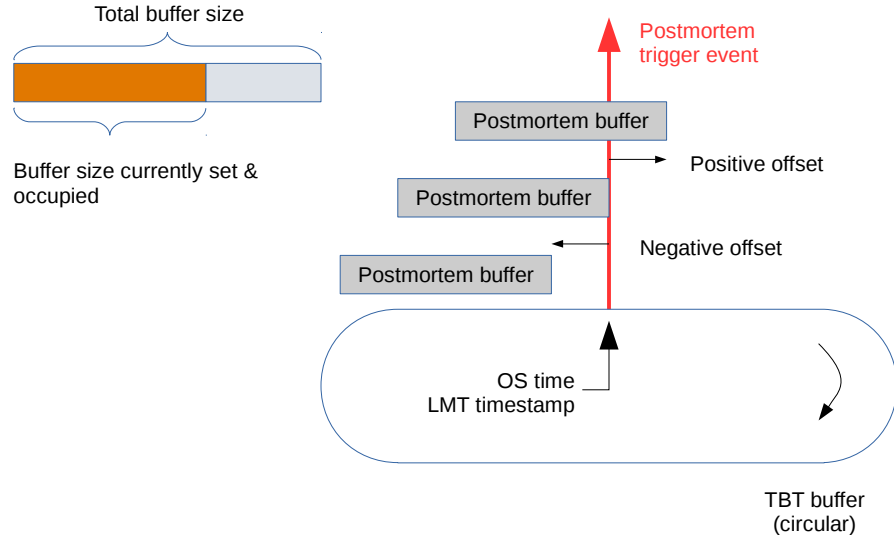 Total buffer size
Postmortem
trigger event
Postmortem buffer
Buffer size currently set &
occupied
Positive offset
Postmortem buffer
Negative offset
Postmortem buffer
OS time
LMT timestamp
TBT buffer
(circular)